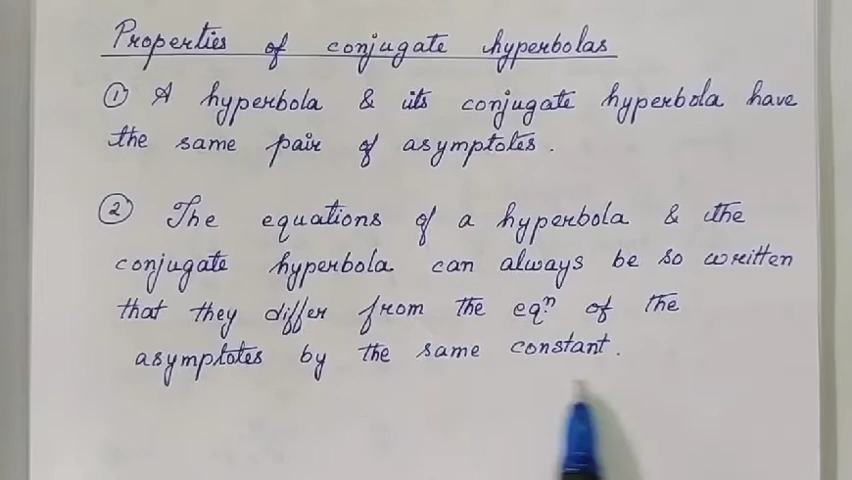 Properties of conjugate hyperbolas
① A hyperbola & its conjugate hyperbola have
the same pair of asymptotes.
② The equations of a hyperbola & the
conjugate hyperbola can always be so written
that they differ from the eqⁿ. of the
asymptotes by the same constant.